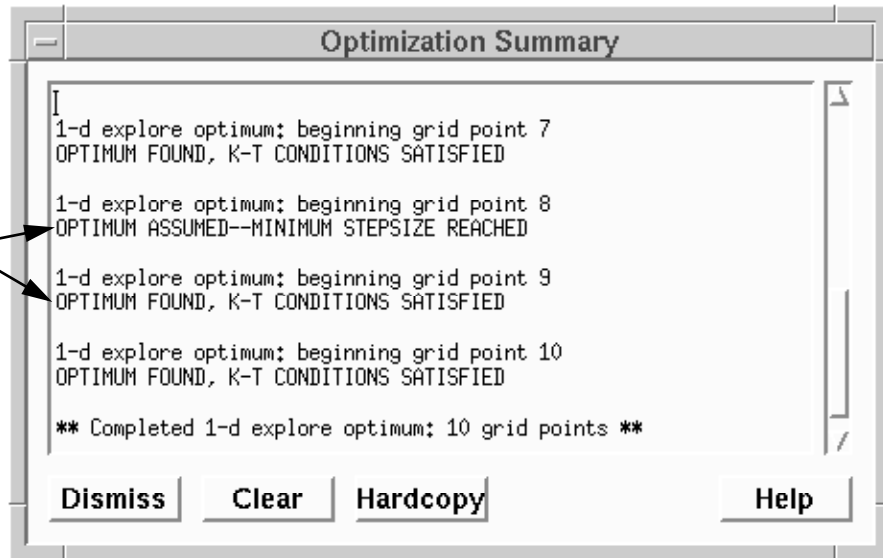 Optimization Summary
1-d explore optimum: beginning grid point 7
OPTIMUM FOUND, K-T CONDITIONS SATISFIED
1-d explore optimum: beginning grid point 8
OPTIMUM ASSUMED--MINIMUM STEPSIZE REACHED
1-d explore optimum: beginning grid point 9
OPTIMUM FOUND, K-T CONDITIONS SATISFIED
1-d explore optimum: beginning grid point 10
OPTIMUM FOUND, K-T CONDITIONS SATISFIED
** Completed 1-d explore optimum: 10 grid points **
Dismiss Clear Hardcopy Help